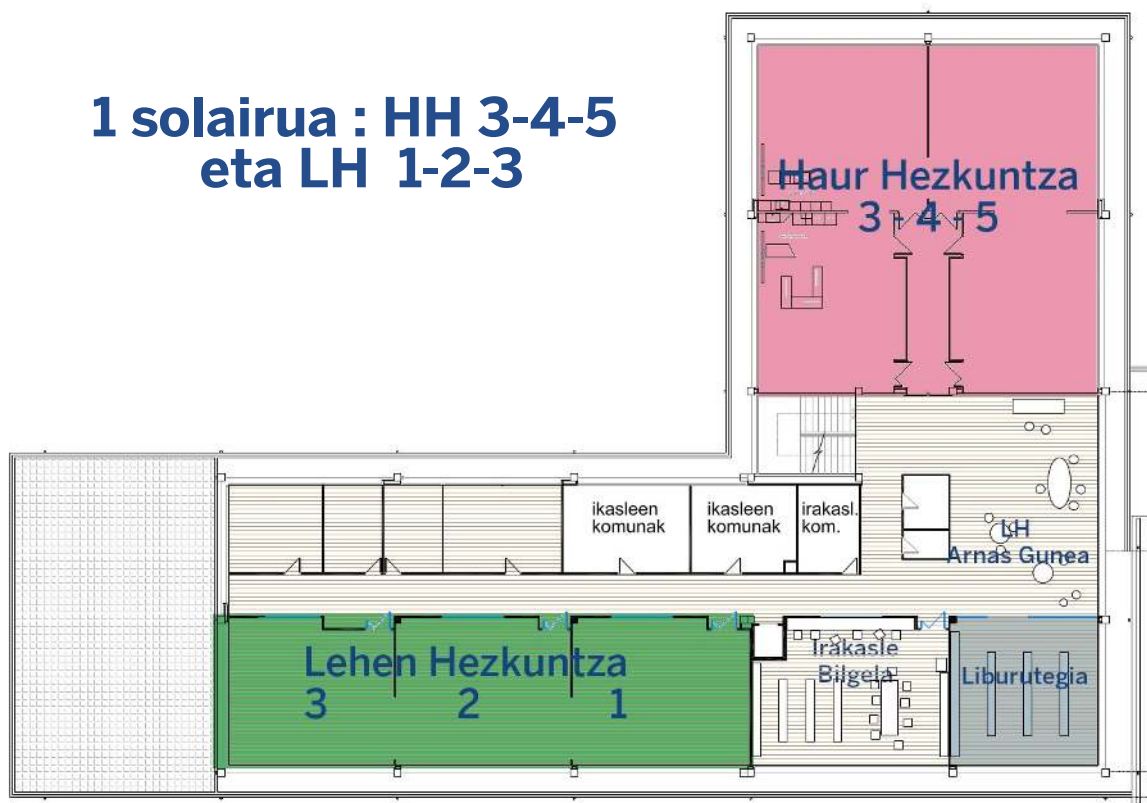 1 solairua : HH 3-4-5
eta LH 1-2-3
Haur Hezkuntza
3 - 4 - 5
ikasleen
komunak
ikasleen
komunak
irakasl.
kom.
LH
Arnas Gunea
Lehen Hezkuntza
3 2 1
Irakasle
Bilgela
Liburutegia